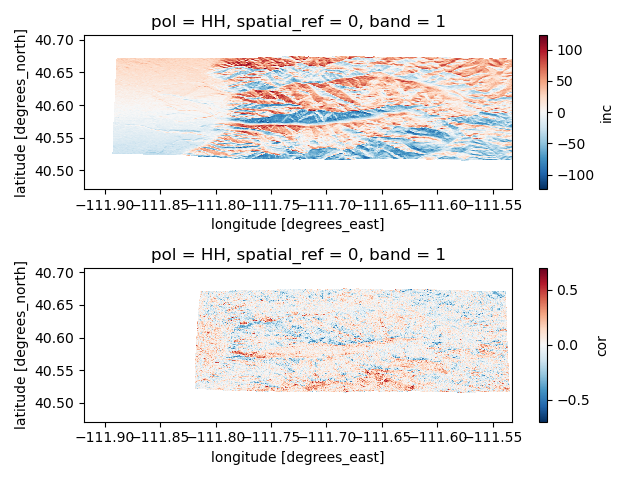 pol = HH, spatial_ref = 0, band = 1
40.70
40.65
40.60
40.55
40.50
latitude [degrees_north]
−111.90 −111.85 −111.80 −111.75 −111.70 −111.65 −111.60 −111.55
longitude [degrees_east]
100
50
0
−50
−100
inc
pol = HH, spatial_ref = 0, band = 1
40.70
40.65
40.60
40.55
40.50
latitude [degrees_north]
−111.90 −111.85 −111.80 −111.75 −111.70 −111.65 −111.60 −111.55
longitude [degrees_east]
0.5
0.0
−0.5
cor